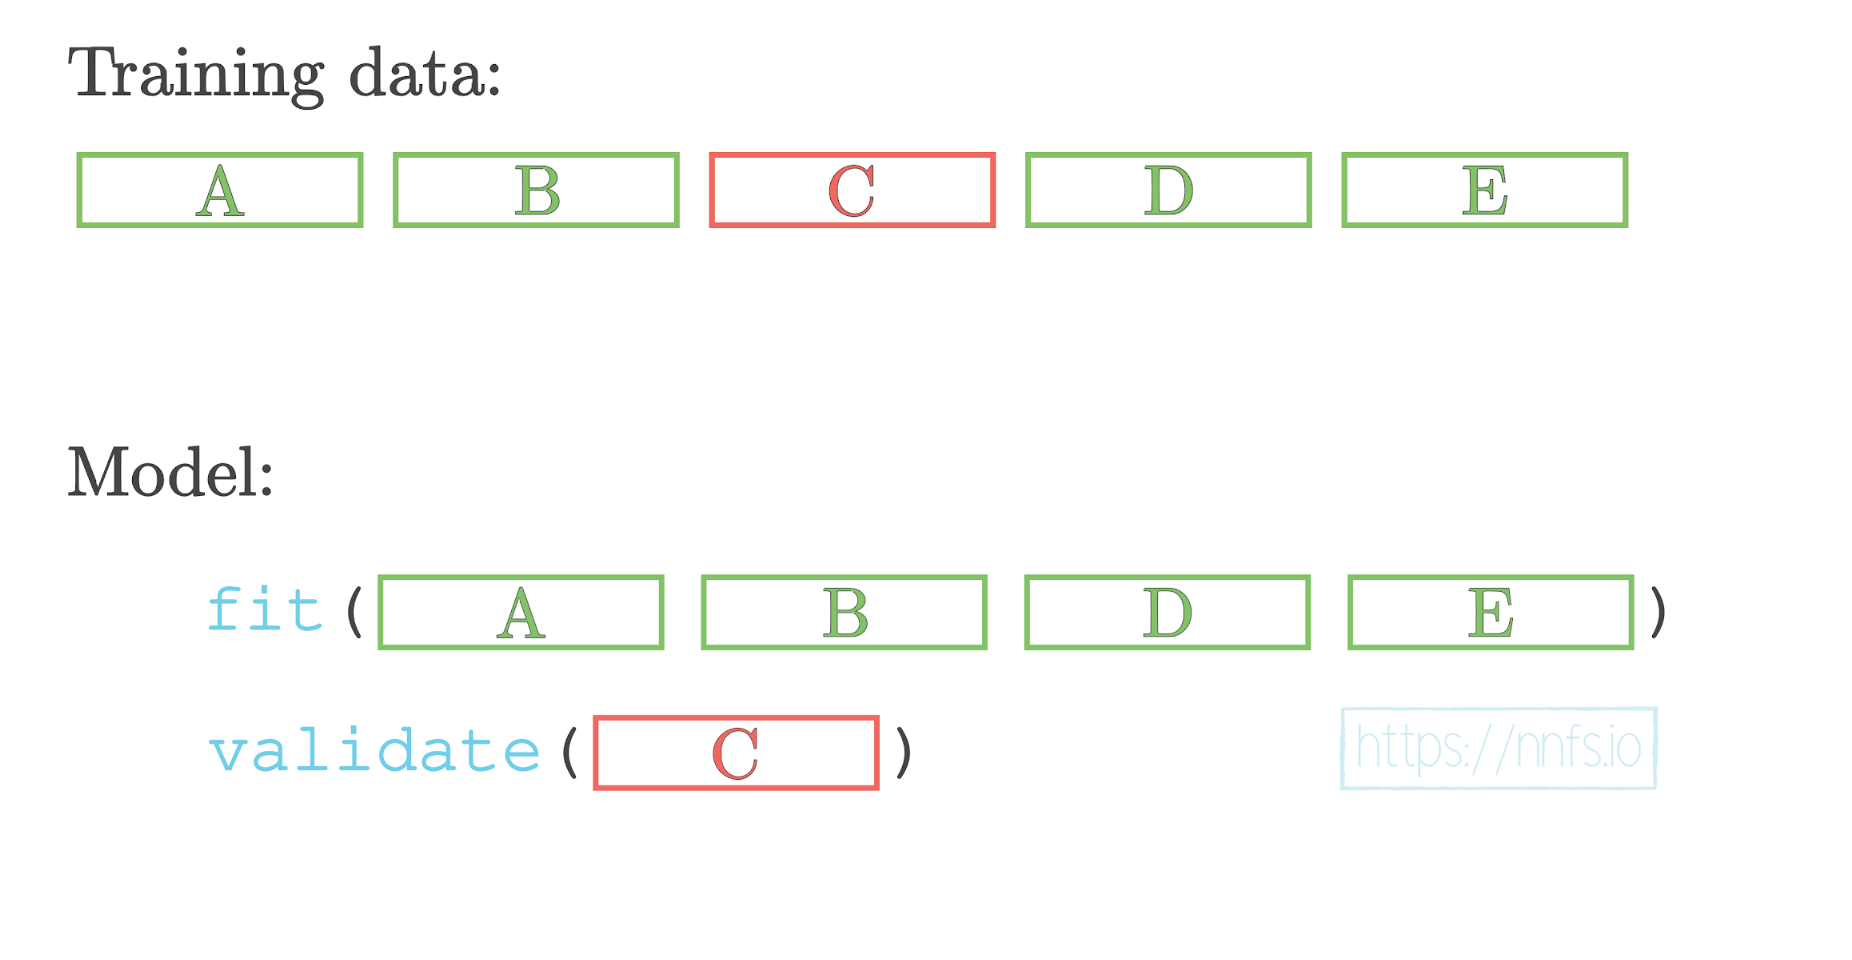 Training data:
A B C D E
Model:
fit( A B D E )
validate( C )
https://nnfs.io